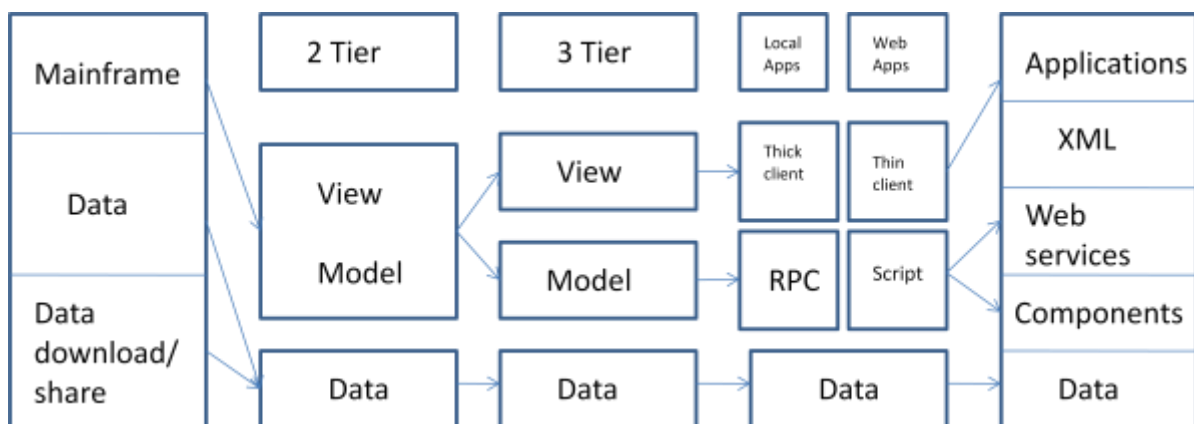 Mainframe
Data
Data
download/
share
2 Tier
View
Model
Data
3 Tier
View
Model
Data
Local
Apps
Web
Apps
Thick
client
Thin
client
RPC
Script
Data
Applications
XML
Web
services
Components
Data